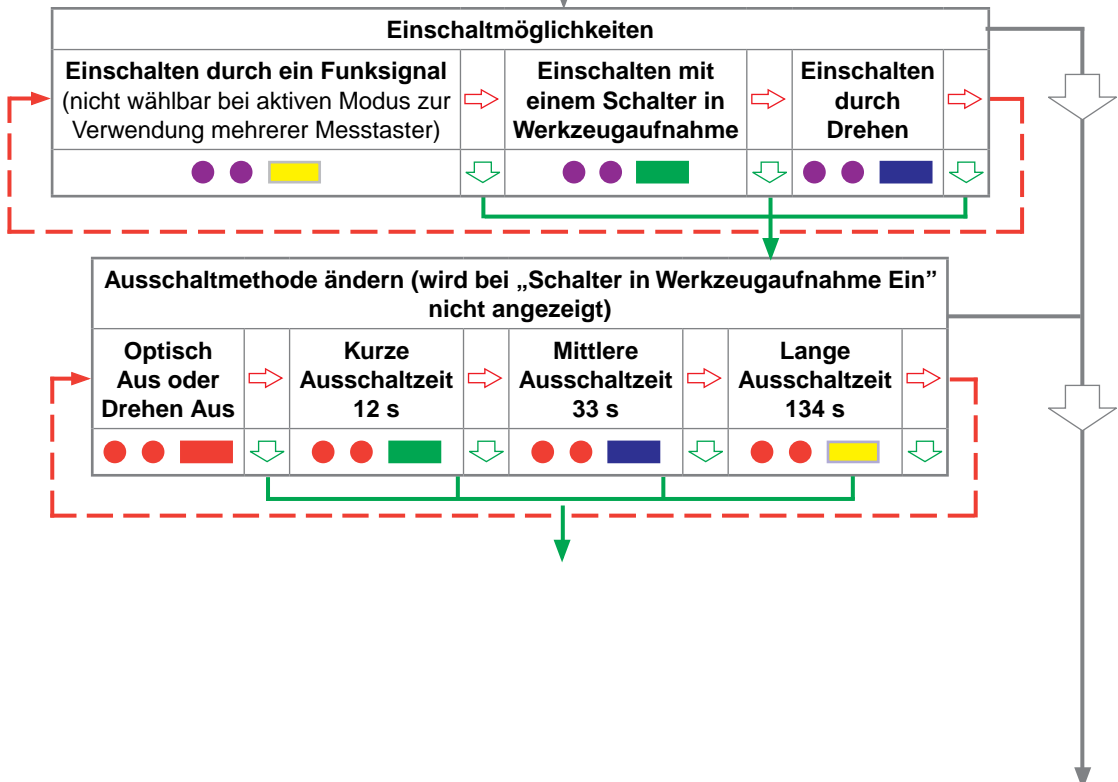 Einschaltmöglichkeiten
Einschalten durch ein Funksignal
(nicht wählbar bei aktiven Modus zur
Verwendung mehrerer Messtaster)
Einschalten mit
einem Schalter in
Werkzeugaufnahme
Einschalten
durch
Drehen
Ausschaltmethode ändern (wird bei „Schalter in Werkzeugaufnahme Ein”
nicht angezeigt)
Optisch
Aus oder
Drehen Aus
Kurze
Ausschaltzeit
12 s
Mittlere
Ausschaltzeit
33 s
Lange
Ausschaltzeit
134 s